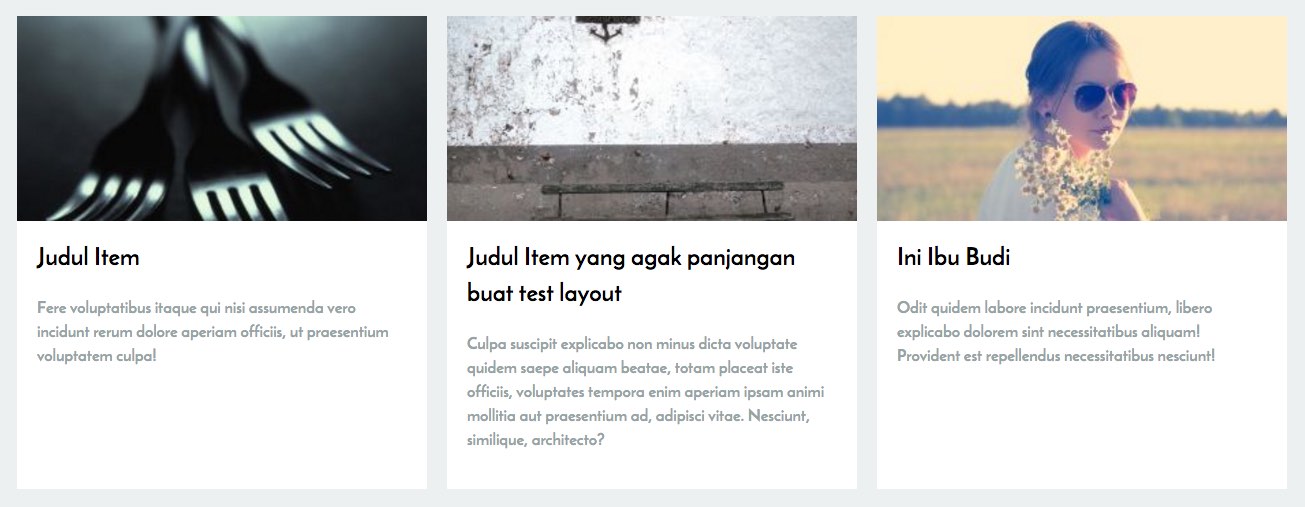 Judul Item
Fere voluptatibus itaque qui nisi assumenda vero
incidunt rerum dolore aperiam officiis, ut praesentium
voluptatem culpa!
Judul Item yang agak panjangan
buat test layout
Culpa suscipit explicabo non minus dicta voluptate
quidem saepe aliquam beatae, totam placeat iste
officiis, voluptates tempora enim aperiam ipsam animi
mollitia aut praesentium ad, adipisci vitae. Nesciunt,
similique, architecto?
Ini Ibu Budi
Odit quidem labore incidunt praesentium, libero
explicabo dolorem sint necessitatibus aliquam!
Provident est repellendus necessitatibus nesciunt!